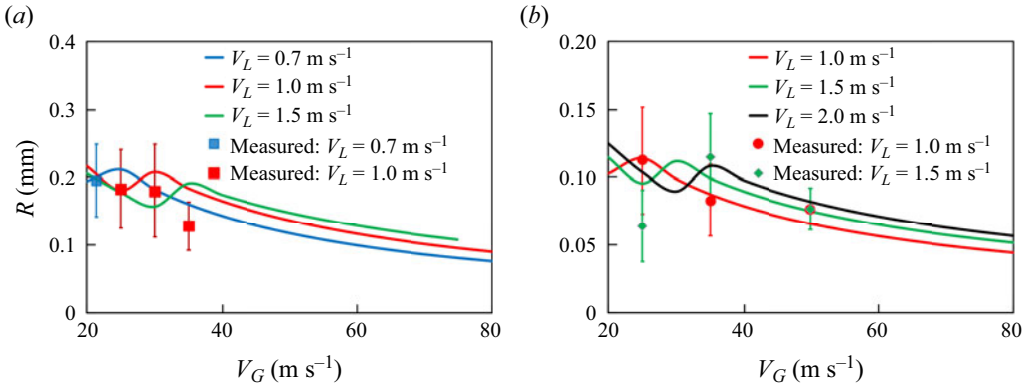 (a)
0.4
0.3
0.2
0.1
0
R (mm)
V_L = 0.7 m s⁻¹
V_L = 1.0 m s⁻¹
V_L = 1.5 m s⁻¹
Measured: V_L = 0.7 m s⁻¹
Measured: V_L = 1.0 m s⁻¹
20 40 60 80
V_G (m s⁻¹)
(b)
0.20
0.15
0.10
0.05
0
V_L = 1.0 m s⁻¹
V_L = 1.5 m s⁻¹
V_L = 2.0 m s⁻¹
Measured: V_L = 1.0 m s⁻¹
Measured: V_L = 1.5 m s⁻¹
20 40 60 80
V_G (m s⁻¹)